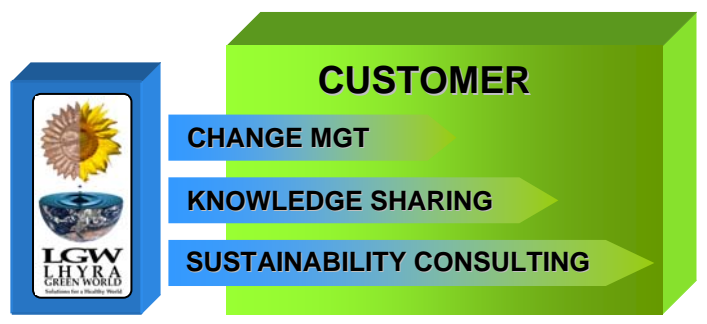 CUSTOMER
CHANGE MGT
KNOWLEDGE SHARING
SUSTAINABILITY CONSULTING
LGW
LHYRA
GREEN WORLD
Solutions for a Healthy World